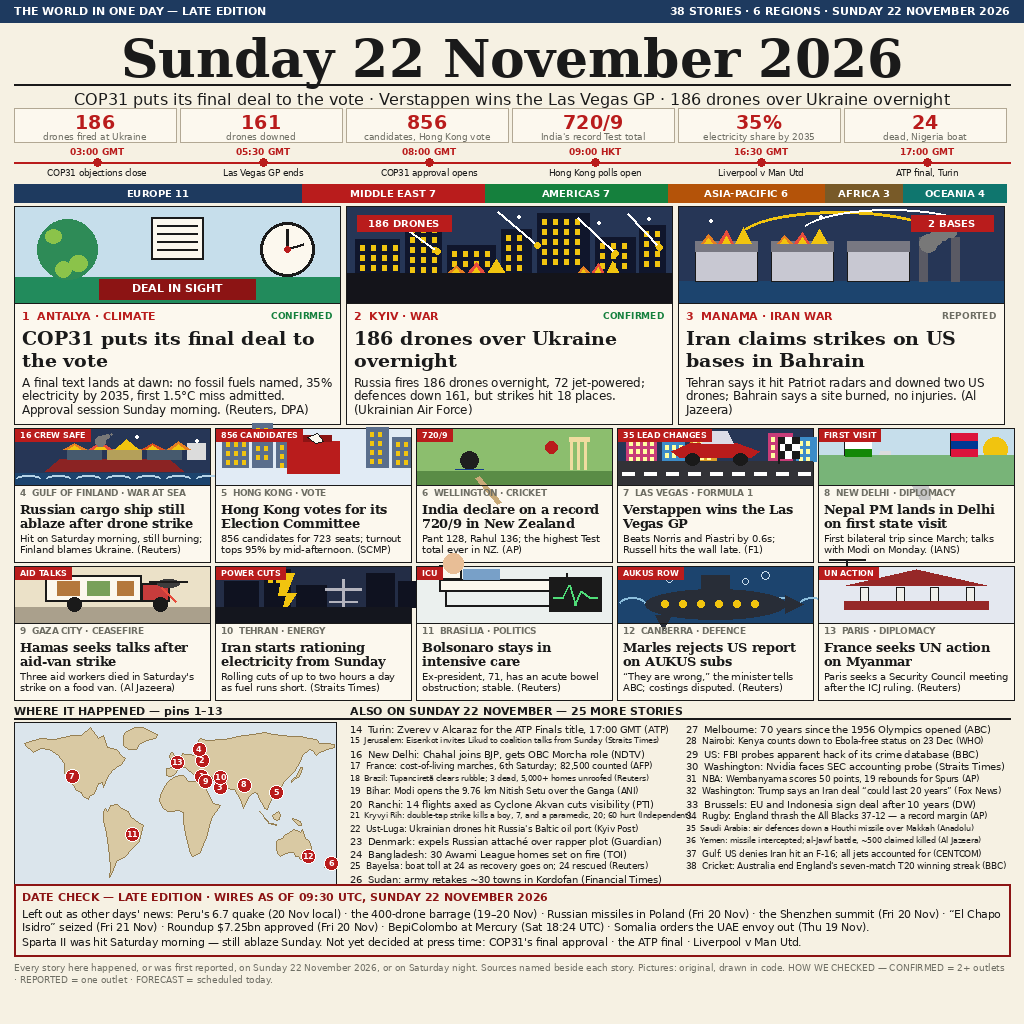 THE WORLD IN ONE DAY — LATE EDITION
38 STORIES · 6 REGIONS · SUNDAY 22 NOVEMBER 2026
Sunday 22 November 2026
COP31 puts its final deal to the vote · Verstappen wins the Las Vegas GP · 186 drones over Ukraine overnight
186
drones fired at Ukraine
161
drones downed
856
candidates, Hong Kong vote
720/9
India's record Test total
35%
electricity share by 2035
24
dead, Nigeria boat
03:00 GMT
COP31 objections close
05:30 GMT
Las Vegas GP ends
08:00 GMT
COP31 approval opens
09:00 HKT
Hong Kong polls open
16:30 GMT
Liverpool v Man Utd
17:00 GMT
ATP final, Turin
EUROPE 11
MIDDLE EAST 7
AMERICAS 7
ASIA-PACIFIC 6
AFRICA 3
OCEANIA 4
DEAL IN SIGHT
1 ANTALYA · CLIMATE
CONFIRMED
COP31 puts its final deal to
the vote
A final text lands at dawn: no fossil fuels named, 35%
electricity by 2035, first 1.5°C miss admitted.
Approval session Sunday morning. (Reuters, DPA)
186 DRONES
2 KYIV · WAR
CONFIRMED
186 drones over Ukraine
overnight
Russia fires 186 drones overnight, 72 jet-powered;
defences down 161, but strikes hit 18 places.
(Ukrainian Air Force)
2 BASES
3 MANAMA · IRAN WAR
REPORTED
Iran claims strikes on US
bases in Bahrain
Tehran says it hit Patriot radars and downed two US
drones; Bahrain says a site burned, no injuries. (Al
Jazeera)
16 CREW SAFE
4 GULF OF FINLAND · WAR AT SEA
Russian cargo ship still
ablaze after drone strike
Hit on Saturday morning, still burning;
Finland blames Ukraine. (Reuters)
856 CANDIDATES
5 HONG KONG · VOTE
Hong Kong votes for its
Election Committee
856 candidates for 723 seats; turnout
tops 95% by mid-afternoon. (SCMP)
720/9
6 WELLINGTON · CRICKET
India declare on a record
720/9 in New Zealand
Pant 128, Rahul 136; the highest Test
total ever in NZ. (AP)
35 LEAD CHANGES
7 LAS VEGAS · FORMULA 1
Verstappen wins the Las
Vegas GP
Beats Norris and Piastri by 0.6s;
Russell hits the wall late. (F1)
FIRST VISIT
8 NEW DELHI · DIPLOMACY
Nepal PM lands in Delhi
on first state visit
First bilateral trip since March; talks
with Modi on Monday. (IANS)
AID TALKS
9 GAZA CITY · CEASEFIRE
Hamas seeks talks after
aid-van strike
Three aid workers died in Saturday's
strike on a food van. (Al Jazeera)
POWER CUTS
10 TEHRAN · ENERGY
Iran starts rationing
electricity from Sunday
Rolling cuts of up to two hours a day
as fuel runs short. (Straits Times)
ICU
11 BRASÍLIA · POLITICS
Bolsonaro stays in
intensive care
Ex-president, 71, has an acute bowel
obstruction; stable. (Reuters)
AUKUS ROW
12 CANBERRA · DEFENCE
Marles rejects US report
on AUKUS subs
“They are wrong,” the minister tells
ABC; costings disputed. (Reuters)
UN ACTION
13 PARIS · DIPLOMACY
France seeks UN action
on Myanmar
Paris seeks a Security Council meeting
after the ICJ ruling. (Reuters)
WHERE IT HAPPENED — pins 1–13
4
13
2
9
10
3
8
7
5
11
12
6
ALSO ON SUNDAY 22 NOVEMBER — 25 MORE STORIES
14 Turin: Zverev v Alcaraz for the ATP Finals title, 17:00 GMT (ATP)
15 Jerusalem: Eisenkot invites Likud to coalition talks from Sunday (Straits Times)
16 New Delhi: Chahal joins BJP, gets OBC Morcha role (NDTV)
17 France: cost-of-living marches, 6th Saturday; 82,500 counted (AFP)
18 Brazil: Tupanciretã clears rubble; 3 dead, 5,000+ homes unroofed (Reuters)
19 Bihar: Modi opens the 9.76 km Nitish Setu over the Ganga (ANI)
20 Ranchi: 14 flights axed as Cyclone Akvan cuts visibility (PTI)
21 Kryvyi Rih: double-tap strike kills a boy, 7, and a paramedic, 20; 60 hurt (Independent)
22 Ust-Luga: Ukrainian drones hit Russia's Baltic oil port (Kyiv Post)
23 Denmark: expels Russian attaché over rapper plot (Guardian)
24 Bangladesh: 30 Awami League homes set on fire (TOI)
25 Bayelsa: boat toll at 24 as recovery goes on; 24 rescued (Reuters)
26 Sudan: army retakes ~30 towns in Kordofan (Financial Times)
27 Melbourne: 70 years since the 1956 Olympics opened (ABC)
28 Nairobi: Kenya counts down to Ebola-free status on 23 Dec (WHO)
29 US: FBI probes apparent hack of its crime database (BBC)
30 Washington: Nvidia faces SEC accounting probe (Straits Times)
31 NBA: Wembanyama scores 50 points, 19 rebounds for Spurs (AP)
32 Washington: Trump says an Iran deal “could last 20 years” (Fox News)
33 Brussels: EU and Indonesia sign deal after 10 years (DW)
34 Rugby: England thrash the All Blacks 37-12 — a record margin (AP)
35 Saudi Arabia: air defences down a Houthi missile over Makkah (Anadolu)
36 Yemen: missile intercepted; al-Jawf battle, ~500 claimed killed (Al Jazeera)
37 Gulf: US denies Iran hit an F-16; all jets accounted for (CENTCOM)
38 Cricket: Australia end England's seven-match T20 winning streak (BBC)
DATE CHECK — LATE EDITION · WIRES AS OF 09:30 UTC, SUNDAY 22 NOVEMBER 2026
Left out as other days' news: Peru's 6.7 quake (20 Nov local) · the 400-drone barrage (19–20 Nov) · Russian missiles in Poland (Fri 20 Nov) · the Shenzhen summit (Fri 20 Nov) · “El Chapo
Isidro” seized (Fri 21 Nov) · Roundup $7.25bn approved (Fri 20 Nov) · BepiColombo at Mercury (Sat 18:24 UTC) · Somalia orders the UAE envoy out (Thu 19 Nov).
Sparta II was hit Saturday morning — still ablaze Sunday. Not yet decided at press time: COP31's final approval · the ATP final · Liverpool v Man Utd.
Every story here happened, or was first reported, on Sunday 22 November 2026, or on Saturday night. Sources named beside each story. Pictures: original, drawn in code. HOW WE CHECKED — CONFIRMED = 2+ outlets
· REPORTED = one outlet · FORECAST = scheduled today.